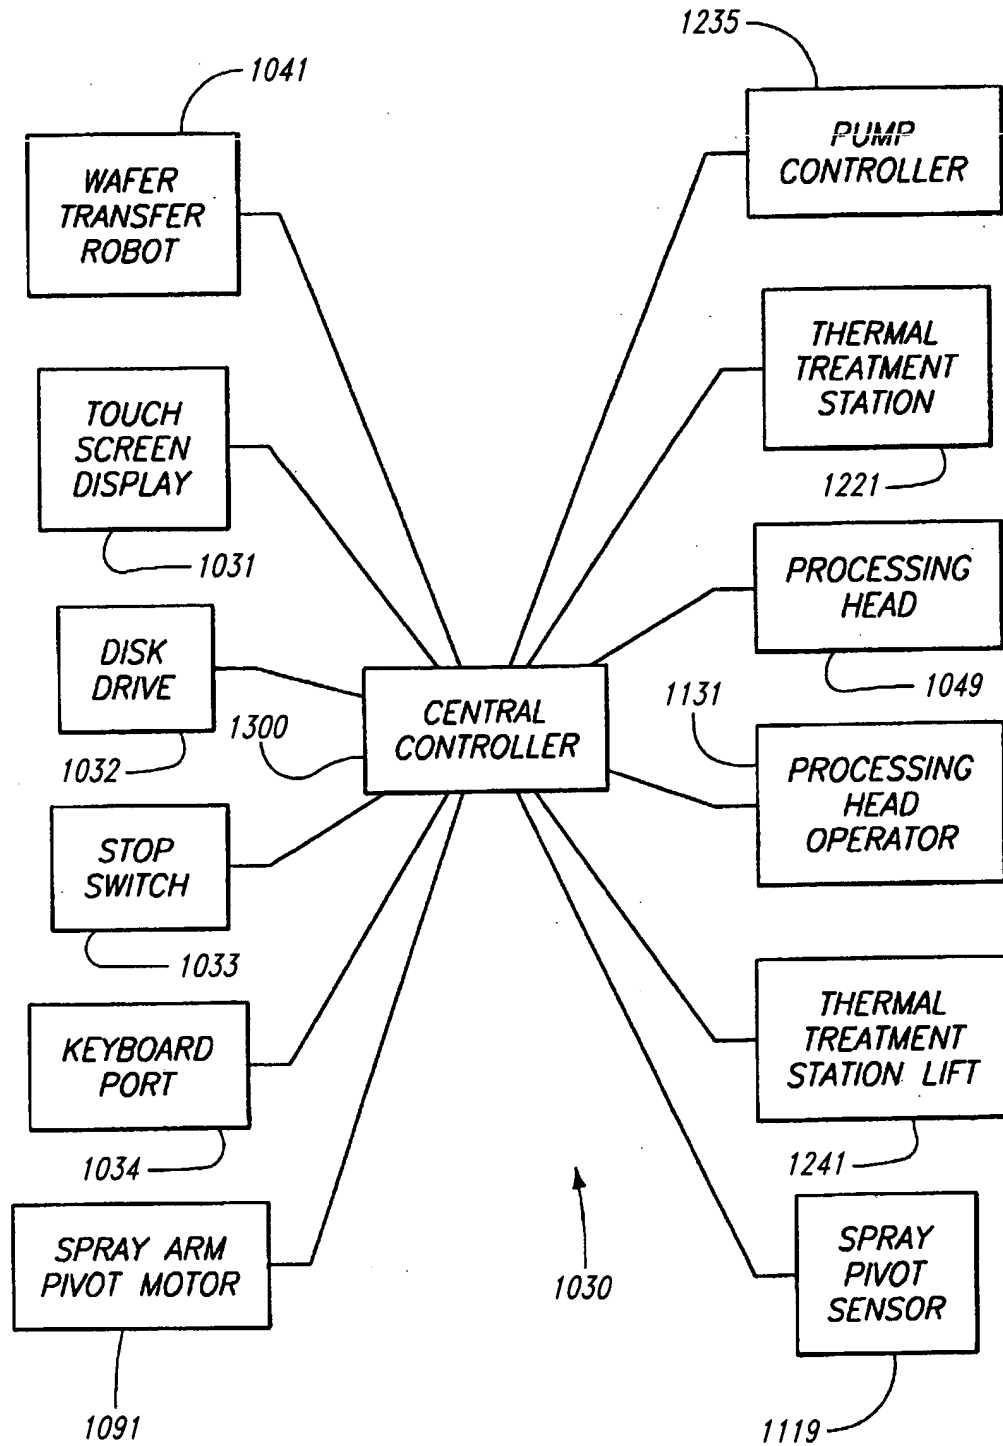 1041
WAFER
TRANSFER
ROBOT
TOUCH
SCREEN
DISPLAY
1031
DISK
DRIVE
1032
STOP
SWITCH
1033
KEYBOARD
PORT
1034
SPRAY ARM
PIVOT MOTOR
1091
CENTRAL
CONTROLLER
1300
1235
PUMP
CONTROLLER
THERMAL
TREATMENT
STATION
1221
PROCESSING
HEAD
1049
1131
PROCESSING
HEAD
OPERATOR
THERMAL
TREATMENT
STATION LIFT
1241
SPRAY
PIVOT
SENSOR
1119
1030